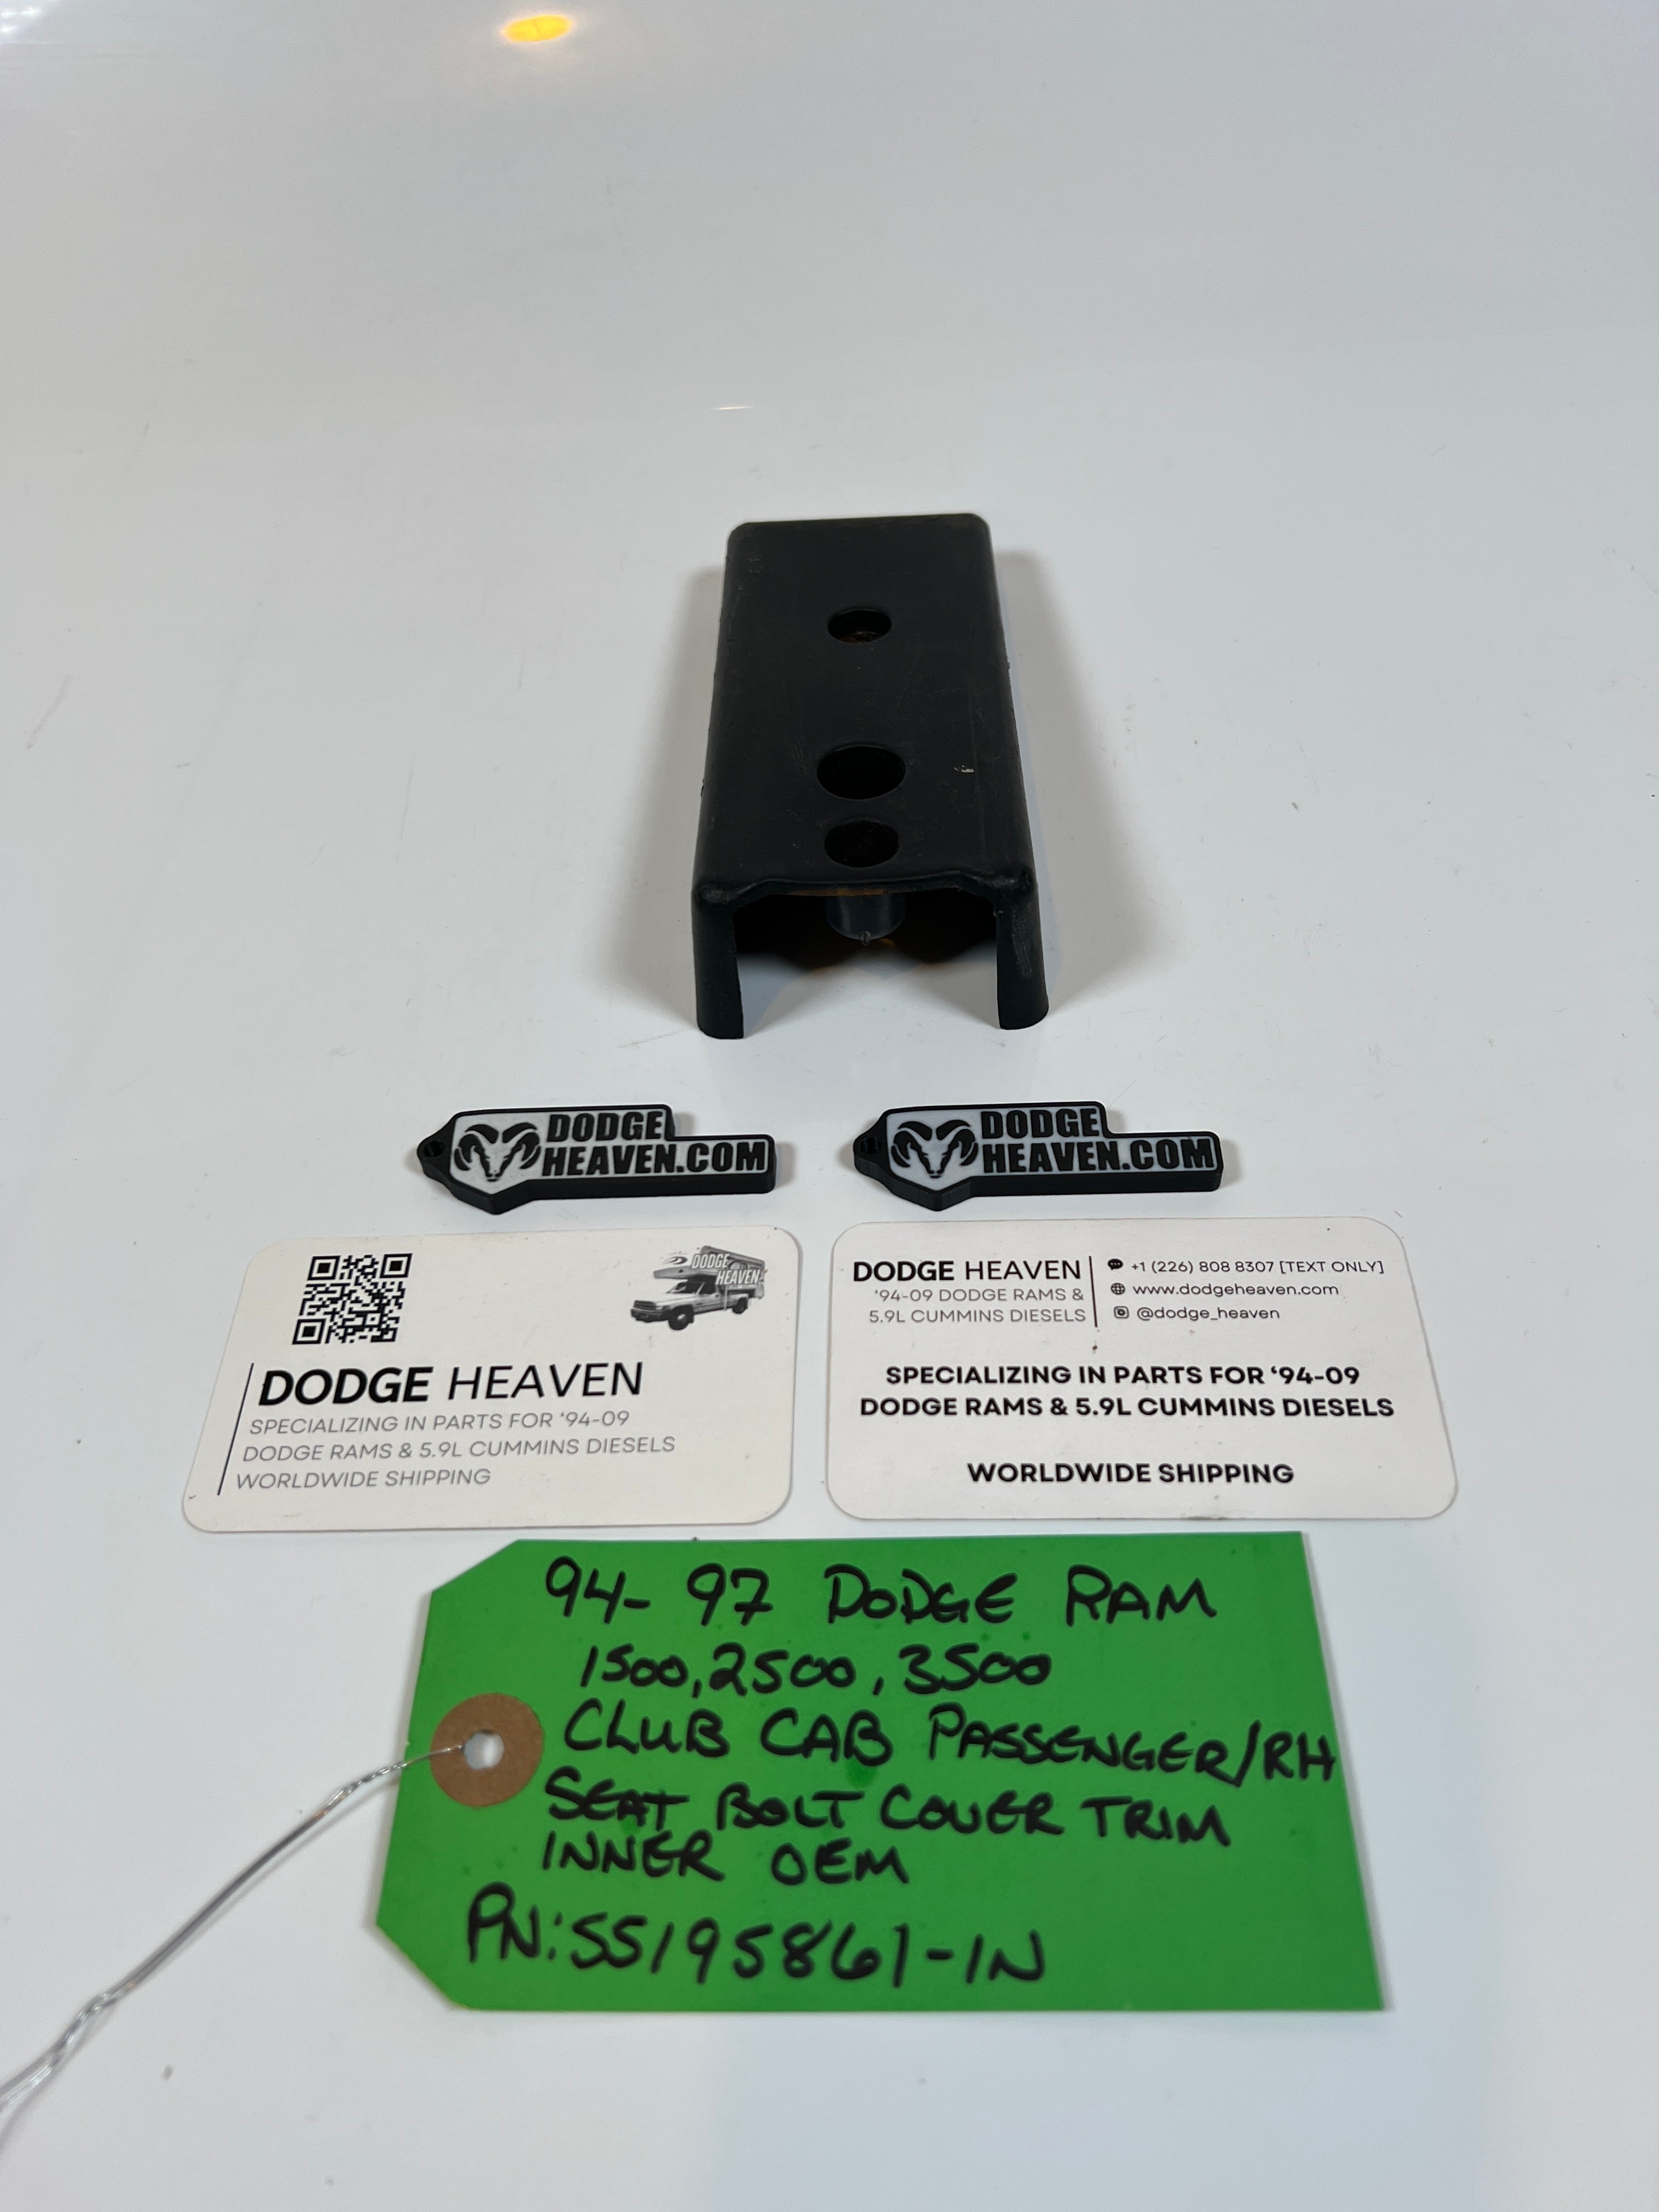 DODGE
HEAVEN.COM
DODGE
HEAVEN.COM
DODGE
HEAVEN
DODGE HEAVEN
SPECIALIZING IN PARTS FOR ‘94-09
DODGE RAMS & 5.9L CUMMINS DIESELS
WORLDWIDE SHIPPING
DODGE HEAVEN
‘94-09 DODGE RAMS &
5.9L CUMMINS DIESELS
+1 (226) 808 8307 [TEXT ONLY]
www.dodgeheaven.com
@dodge_heaven
SPECIALIZING IN PARTS FOR ‘94-09
DODGE RAMS & 5.9L CUMMINS DIESELS
WORLDWIDE SHIPPING
94-97 DODGE RAM
1500,2500,3500
CLUB CAB PASSENGER/RH
SEAT BOLT COVER TRIM
INNER OEM
PN:55195861-IN